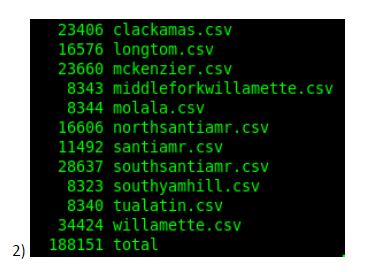 23406 clackamas.csv
16576 longtom.csv
23660 mckenzier.csv
8343 middleforkwillamette.csv
8344 molala.csv
16606 northsantiamr.csv
11492 santiamr.csv
28637 southsantiamr.csv
8323 southyamhill.csv
8340 tualatin.csv
34424 willamette.csv
2) 188151 total